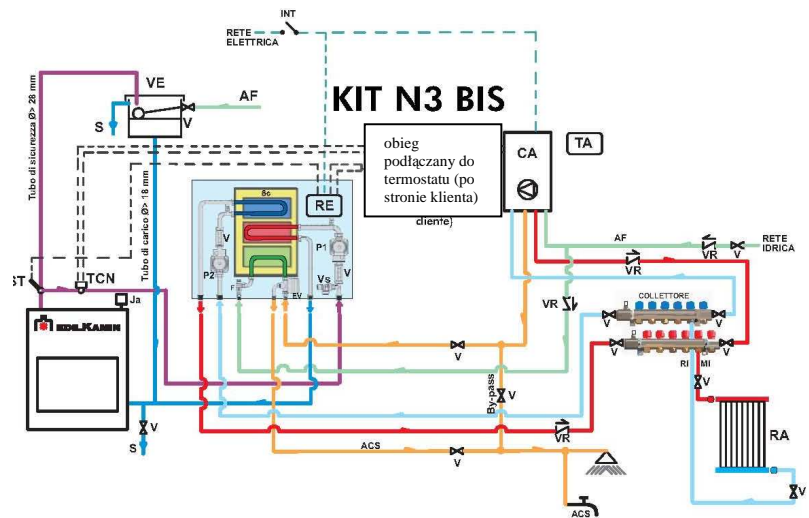 INT
RETE
ELETTRICA
VE
AF
V
S
KIT N3 BIS
obieg
podłączany do
termostatu (po
stronie klienta)
cliente)
CA
TA
Tubo di sicurezza Ø> 28 mm
Tubo di carico Ø> 18 mm
Sc
RE
V
P1
P2
V
Vs
F
EV
ST
TCN
Ja
EDILKAMIN
AF
VR
V
RETE
IDRICA
VR
VR
COLLETTORE
V
V
V
V
RI
MI
V
V
By-pass
V
VR
V
S
ACS
V
RA
V
ACS